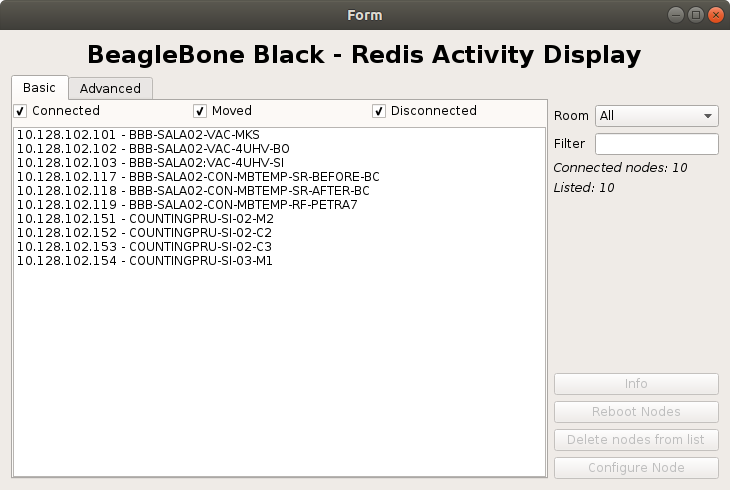 Form
BeagleBone Black - Redis Activity Display
Basic
Advanced
Connected
Moved
Disconnected
10.128.102.101 - BBB-SALA02-VAC-MKS
10.128.102.102 - BBB-SALA02-VAC-4UHV-BO
10.128.102.103 - BBB-SALA02:VAC-4UHV-SI
10.128.102.117 - BBB-SALA02-CON-MBTEMP-SR-BEFORE-BC
10.128.102.118 - BBB-SALA02-CON-MBTEMP-SR-AFTER-BC
10.128.102.119 - BBB-SALA02-CON-MBTEMP-RF-PETRA7
10.128.102.151 - COUNTINGPRU-SI-02-M2
10.128.102.152 - COUNTINGPRU-SI-02-C2
10.128.102.153 - COUNTINGPRU-SI-02-C3
10.128.102.154 - COUNTINGPRU-SI-03-M1
Room All
Filter
Connected nodes: 10
Listed: 10
Info
Reboot Nodes
Delete nodes from list
Configure Node